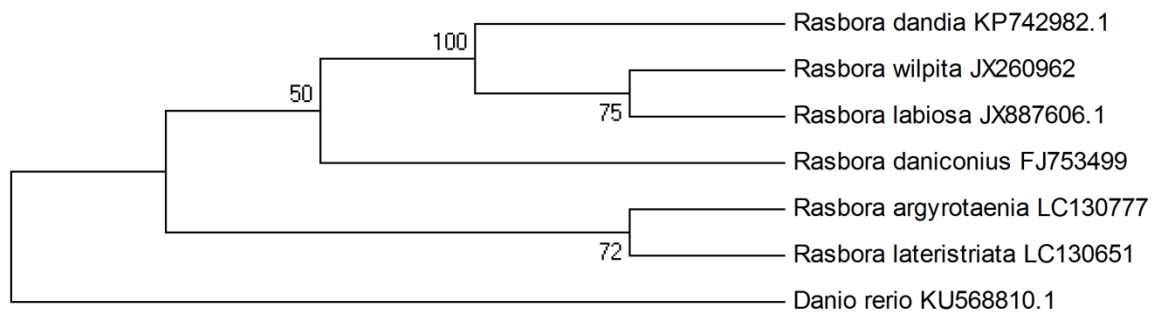 Rasbora dandia KP742982.1
100
Rasbora wilpita JX260962
50
75
Rasbora labiosa JX887606.1
Rasbora daniconius FJ753499
Rasbora argyrotaenia LC130777
72
Rasbora lateristriata LC130651
Danio rerio KU568810.1